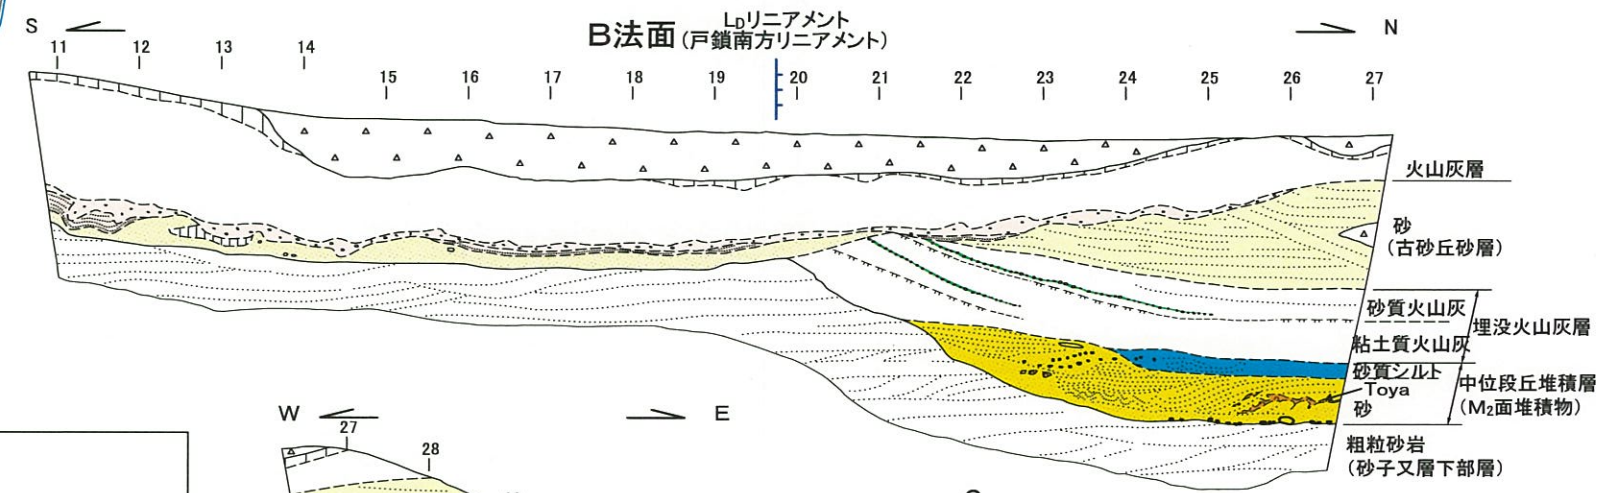 LDリニアメント
B法面(戸鎖南方リニアメント)
S
N
11 12 13 14 15 16 17 18 19 20 21 22 23 24 25 26 27
火山灰層
砂
(古砂丘砂層)
砂質火山灰
埋没火山灰層
粘土質火山灰
砂質シルト
Toya
砂
中位段丘堆積層
(M2面堆積物)
粗粒砂岩
(砂子又層下部層)
W
E
27
28